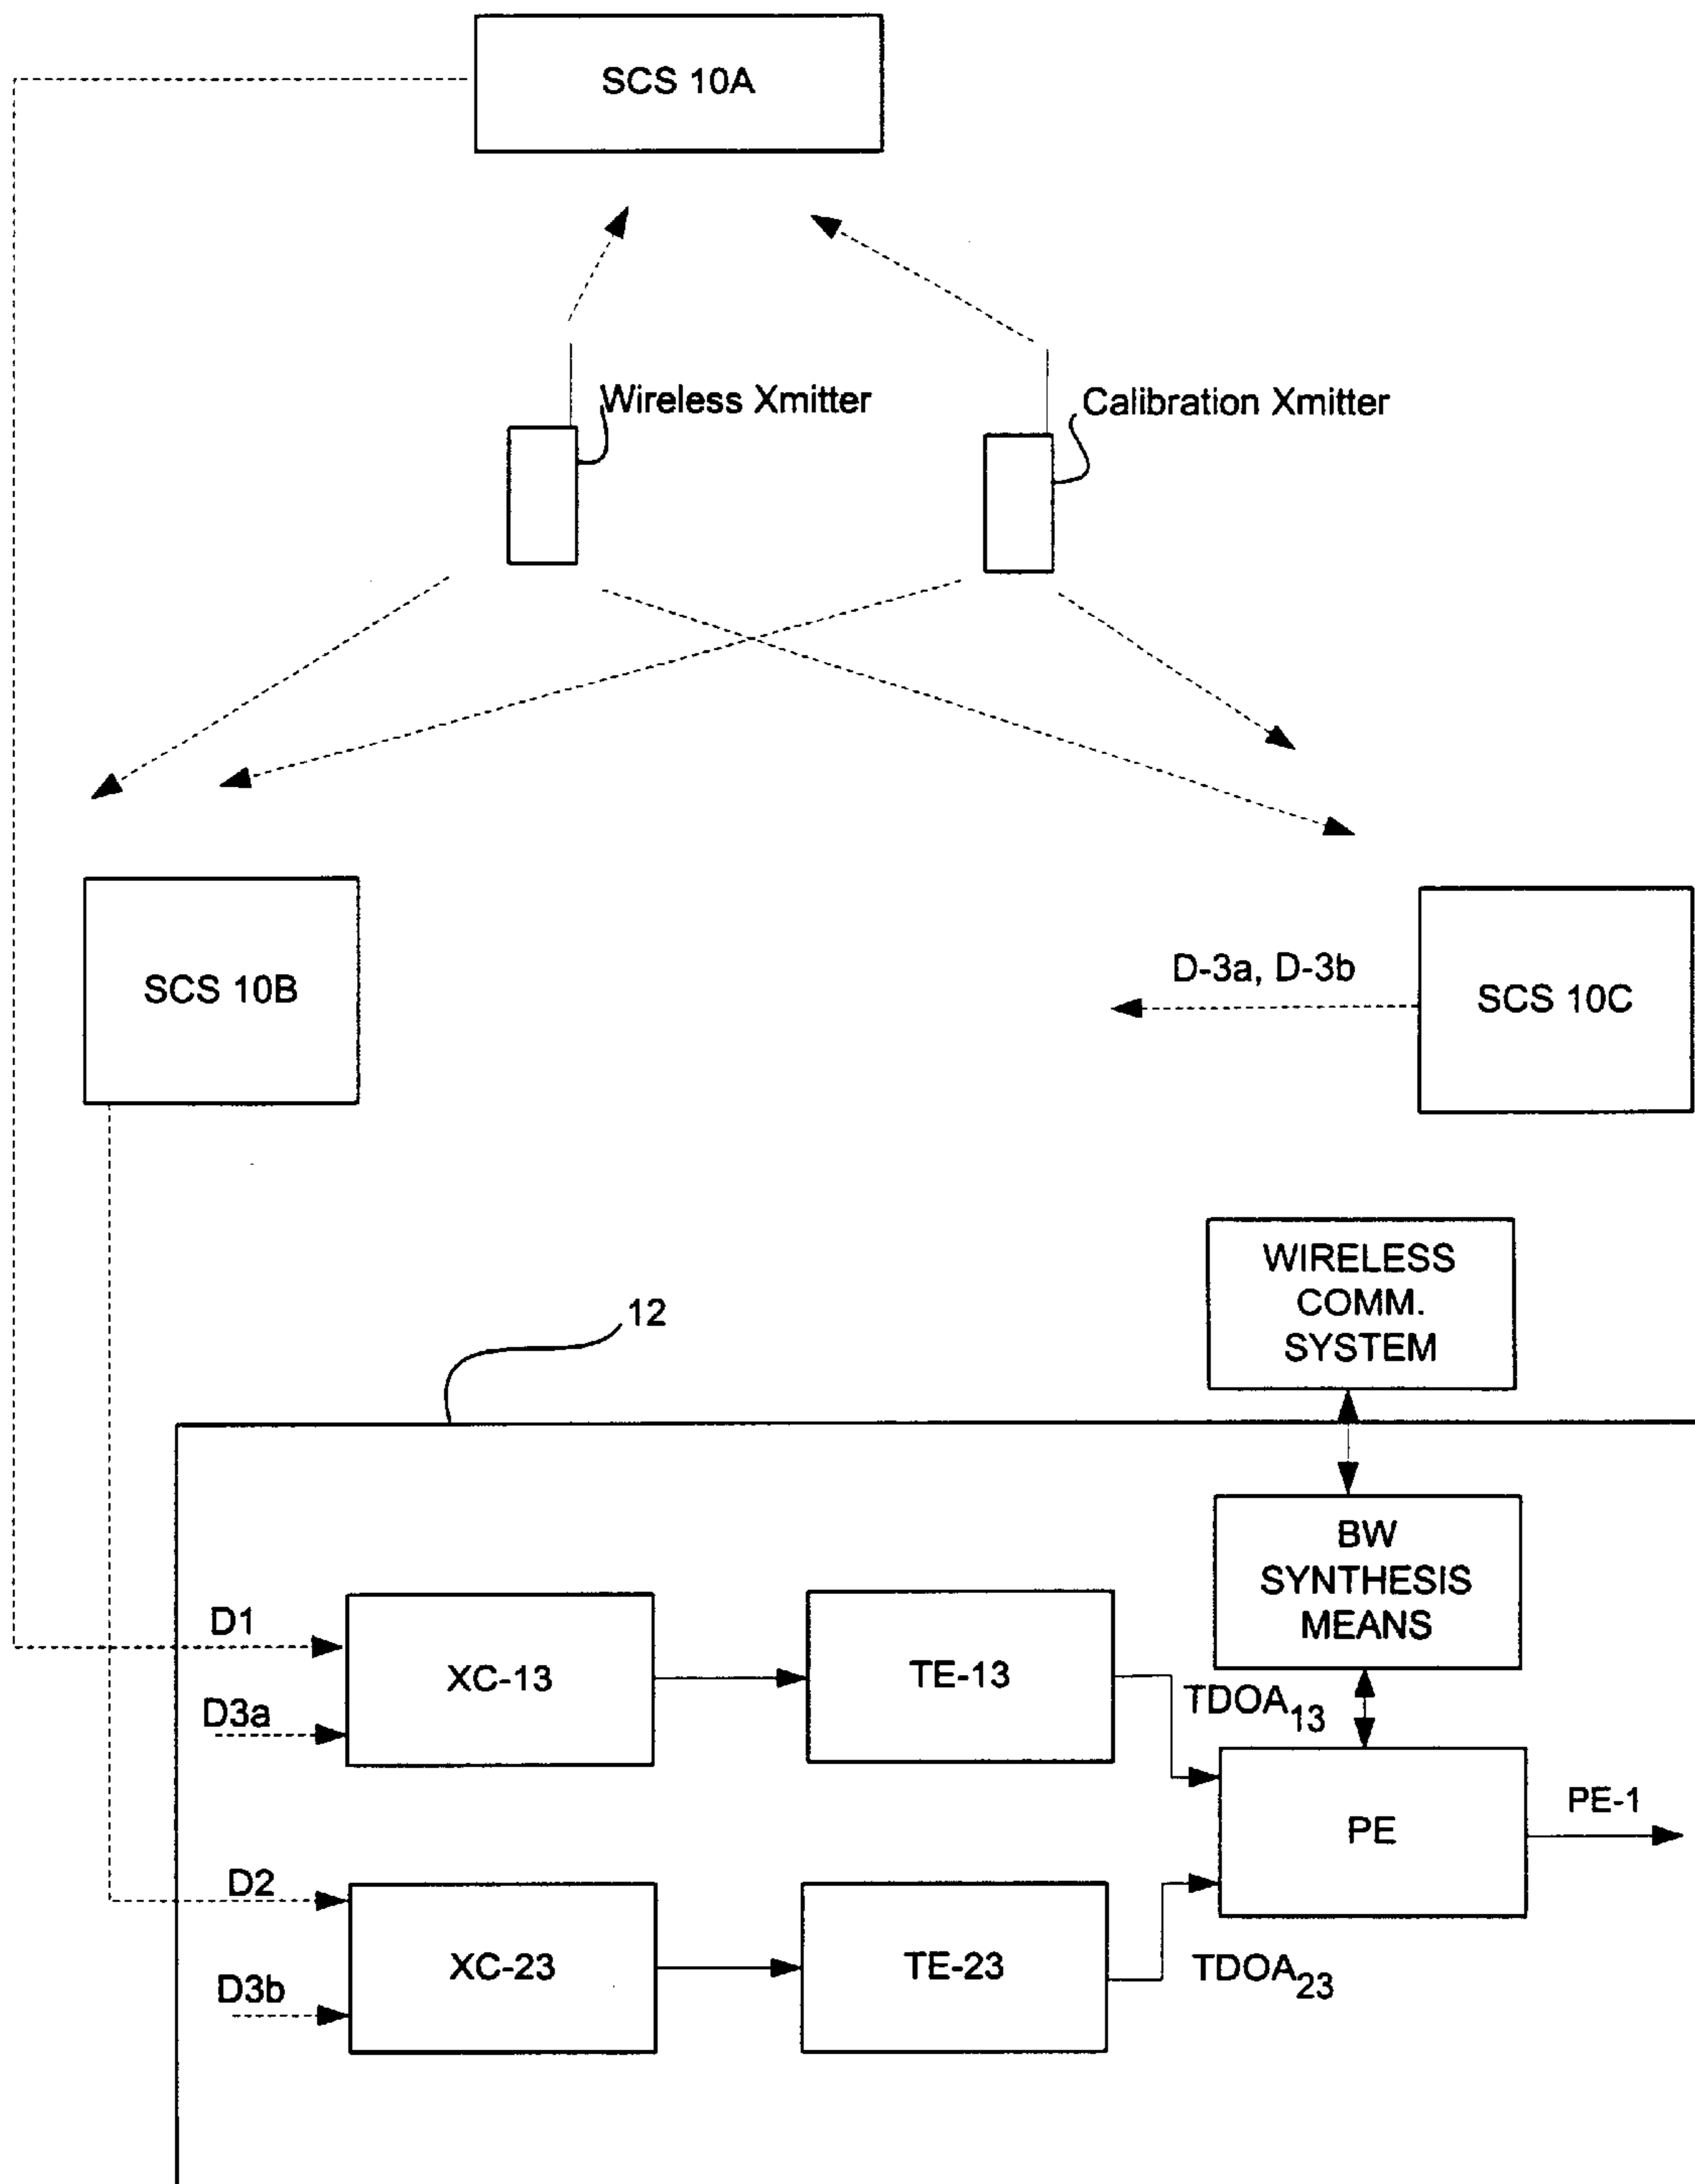 SCS 10A
Wireless Xmitter
Calibration Xmitter
SCS 10B
D-3a, D-3b
SCS 10C
WIRELESS
COMM.
SYSTEM
12
BW
SYNTHESIS
MEANS
D1
XC-13
TE-13
TDOA13
D3a
PE-1
PE
D2
XC-23
TE-23
TDOA23
D3b